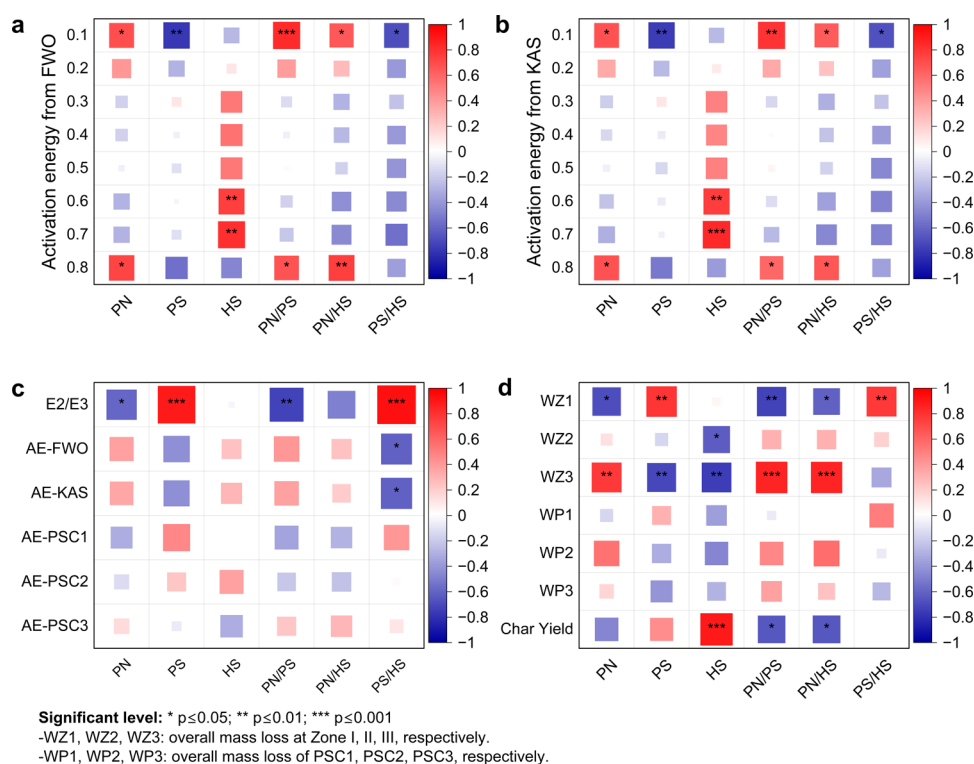 a
b
Activation energy from FWO
0.1 * ** *** * *
0.2
0.3
0.4
0.5
0.6 **
0.7 **
0.8 * * **
PN PS HS PN/PS PN/HS PS/HS
1
0.8
0.6
0.4
0.2
0
−0.2
−0.4
−0.6
−0.8
−1
Activation energy from KAS
0.1 * ** ** * *
0.2
0.3
0.4
0.5
0.6 **
0.7 ***
0.8 * * *
PN PS HS PN/PS PN/HS PS/HS
1
0.8
0.6
0.4
0.2
0
−0.2
−0.4
−0.6
−0.8
−1
c
E2/E3 * *** ** ***
AE-FWO *
AE-KAS *
AE-PSC1
AE-PSC2
AE-PSC3
PN PS HS PN/PS PN/HS PS/HS
1
0.8
0.6
0.4
0.2
0
−0.2
−0.4
−0.6
−0.8
−1
d
WZ1 * ** ** * **
WZ2 *
WZ3 ** ** ** *** ***
WP1
WP2
WP3
Char Yield *** * *
PN PS HS PN/PS PN/HS PS/HS
1
0.8
0.6
0.4
0.2
0
−0.2
−0.4
−0.6
−0.8
−1
Significant level: * p≤0.05; ** p≤0.01; *** p≤0.001
-WZ1, WZ2, WZ3: overall mass loss at Zone I, II, III, respectively.
-WP1, WP2, WP3: overall mass loss of PSC1, PSC2, PSC3, respectively.